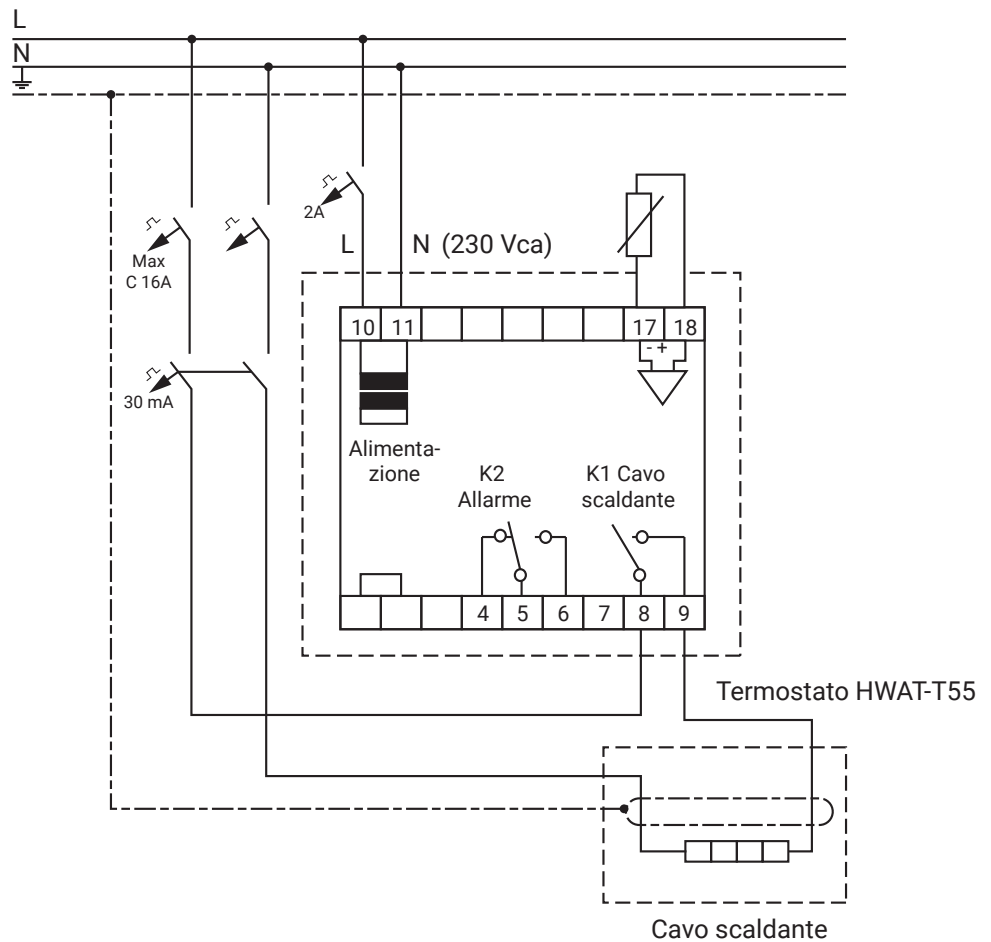 L
N
2A
L
N (230 Vca)
Max
C 16A
30 mA
10
11
17
18
- +
Alimenta-
zione
K2
Allarme
K1 Cavo
scaldante
4
5
6
7
8
9
Termostato HWAT-T55
Cavo scaldante